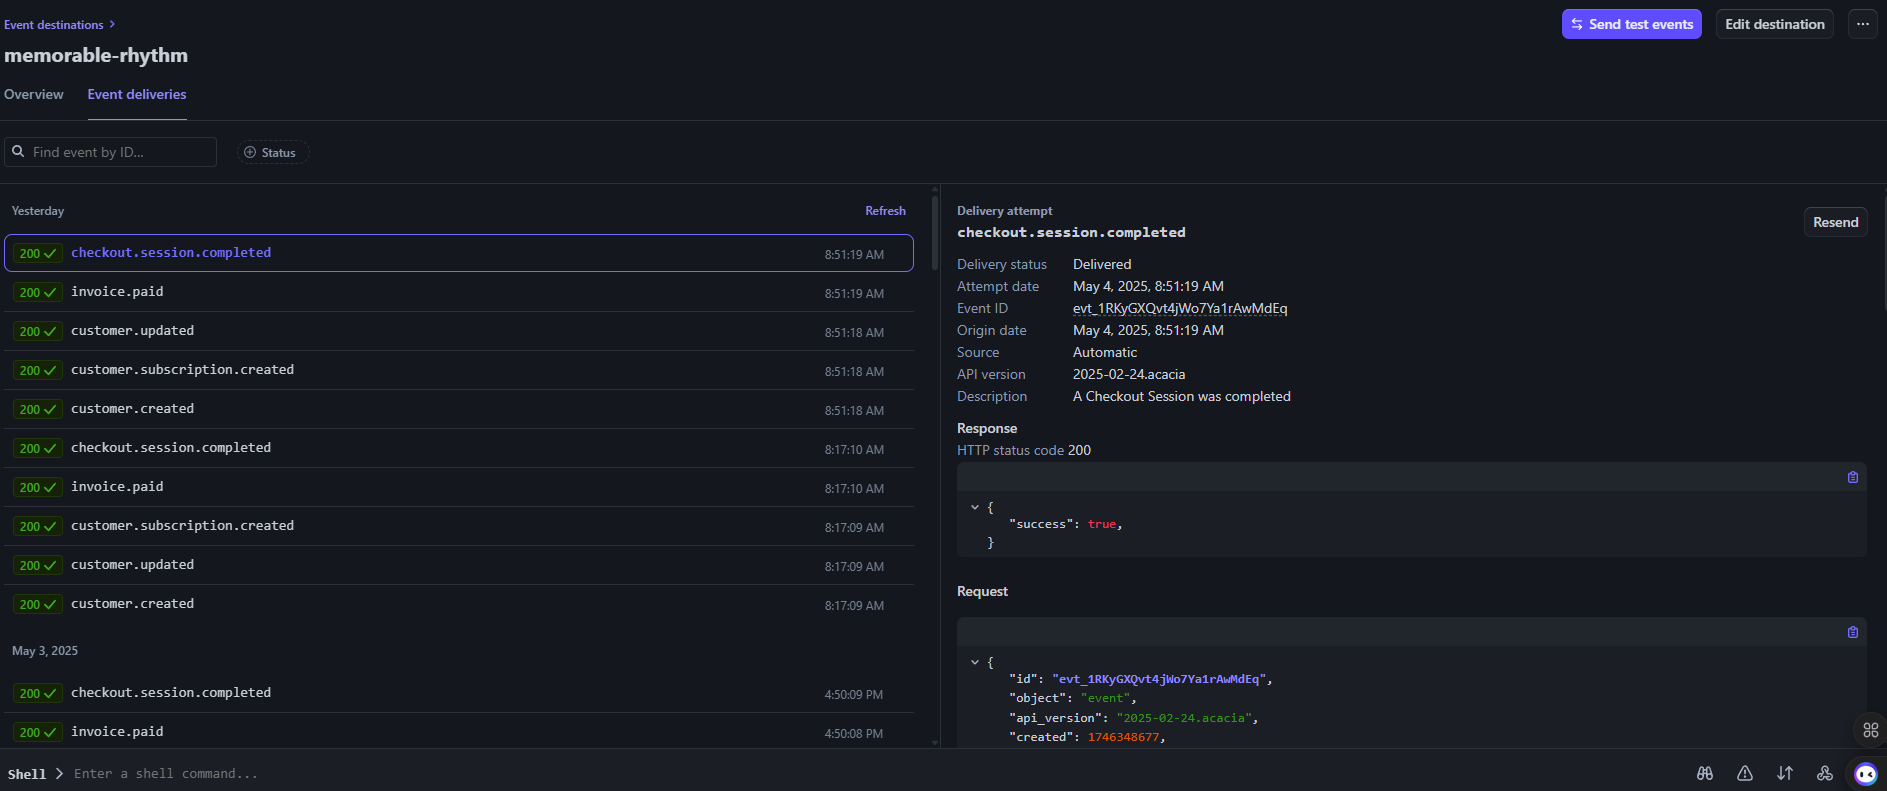 Event destinations
Send test events
Edit destination
memorable-rhythm
Overview
Event deliveries
Find event by ID...
Status
Yesterday
Refresh
200 checkout.session.completed 8:51:19 AM
200 invoice.paid 8:51:19 AM
200 customer.updated 8:51:18 AM
200 customer.subscription.created 8:51:18 AM
200 customer.created 8:51:18 AM
200 checkout.session.completed 8:17:10 AM
200 invoice.paid 8:17:10 AM
200 customer.subscription.created 8:17:09 AM
200 customer.updated 8:17:09 AM
200 customer.created 8:17:09 AM
May 3, 2025
200 checkout.session.completed 4:50:09 PM
200 invoice.paid 4:50:08 PM
Delivery attempt
checkout.session.completed
Resend
Delivery status Delivered
Attempt date May 4, 2025, 8:51:19 AM
Event ID evt_1RKyGXQvt4jWo7Ya1rAwMdEq
Origin date May 4, 2025, 8:51:19 AM
Source Automatic
API version 2025-02-24.acacia
Description A Checkout Session was completed
Response
HTTP status code 200
{
"success": true,
}
Request
{
"id": "evt_1RKyGXQvt4jWo7Ya1rAwMdEq",
"object": "event",
"api_version": "2025-02-24.acacia",
"created": 1746348677,
Shell > Enter a shell command...